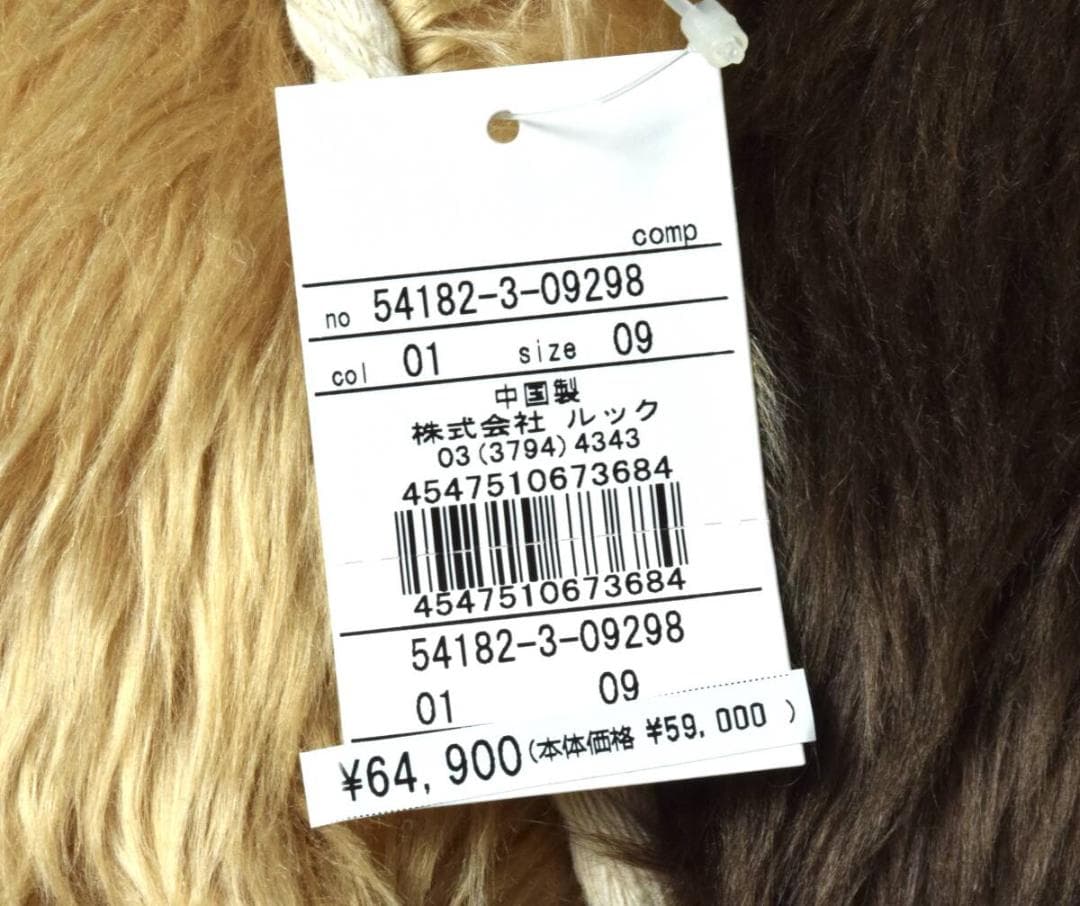 comp
no 54182-3-09298
col 01 size 09
中国製
株式会社 ルック
03(3794)4343
4547510673684
4547510673684
54182-3-09298
01 09
¥64,900(本体価格 ¥59,000 )